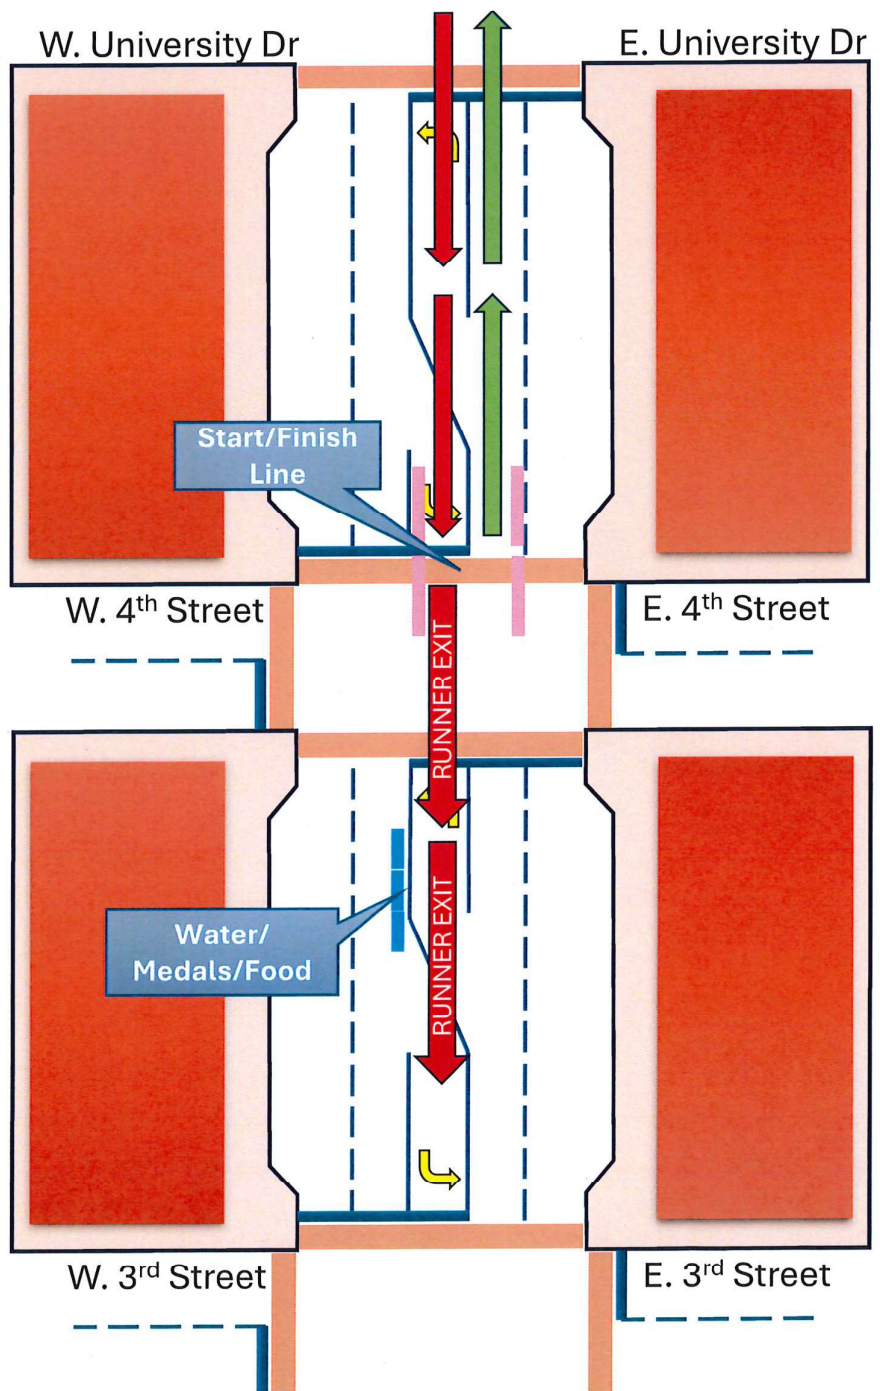 W. University Dr
E. University Dr
Start/Finish
Line
W. 4th Street
E. 4th Street
RUNNER EXIT
Water/
Medals/Food
RUNNER EXIT
W. 3rd Street
E. 3rd Street